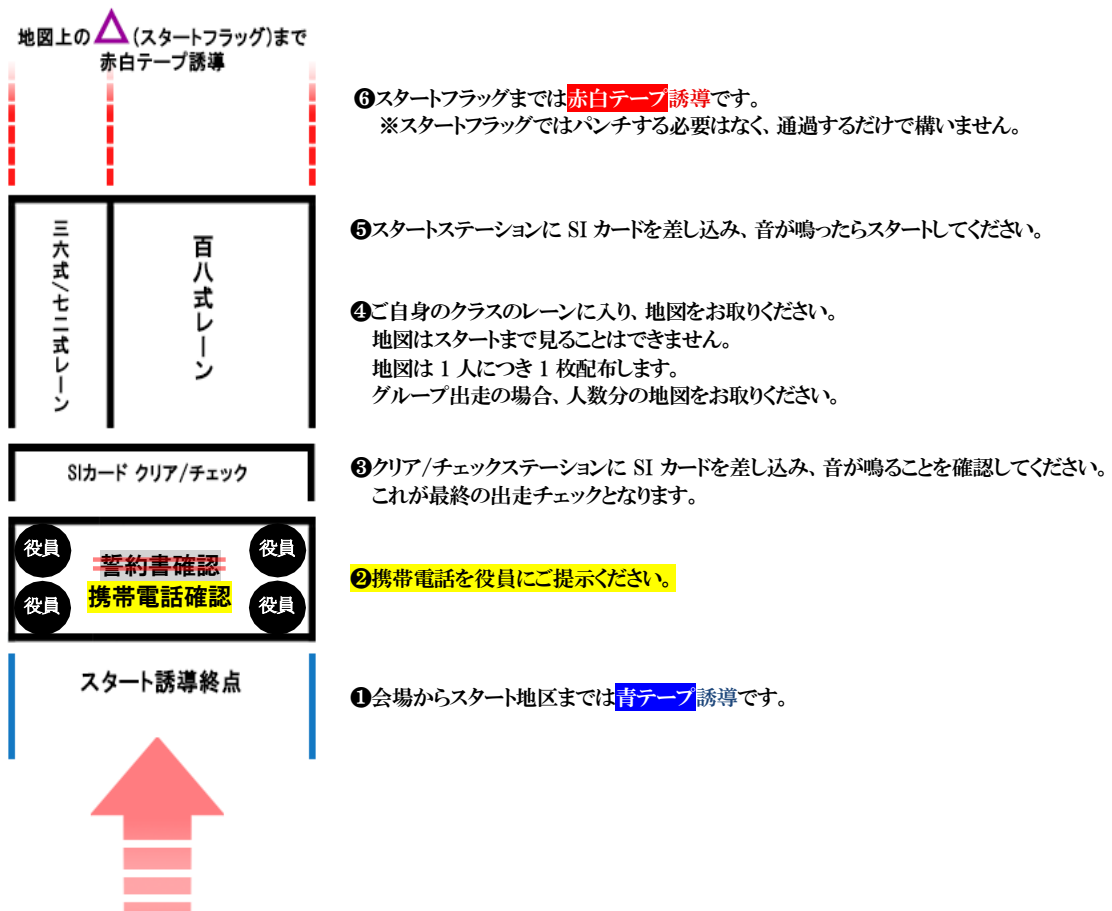 地図上の△(スタートフラッグ)まで
赤白テープ誘導
❻スタートフラッグまでは赤白テープ誘導です。
※スタートフラッグではパンチする必要はなく、通過するだけで構いません。
三六式/七二式レーン
百八式レーン
❺スタートステーションに SI カードを差し込み、音が鳴ったらスタートしてください。
❹ご自身のクラスのレーンに入り、地図をお取りください。
地図はスタートまで見ることはできません。
地図は 1 人につき 1 枚配布します。
グループ出走の場合、人数分の地図をお取りください。
SIカード クリア/チェック
❸クリア/チェックステーションに SI カードを差し込み、音が鳴ることを確認してください。
これが最終の出走チェックとなります。
役員
役員
誓約書確認
携帯電話確認
役員
役員
❷携帯電話を役員にご提示ください。
スタート誘導終点
❶会場からスタート地区までは青テープ誘導です。